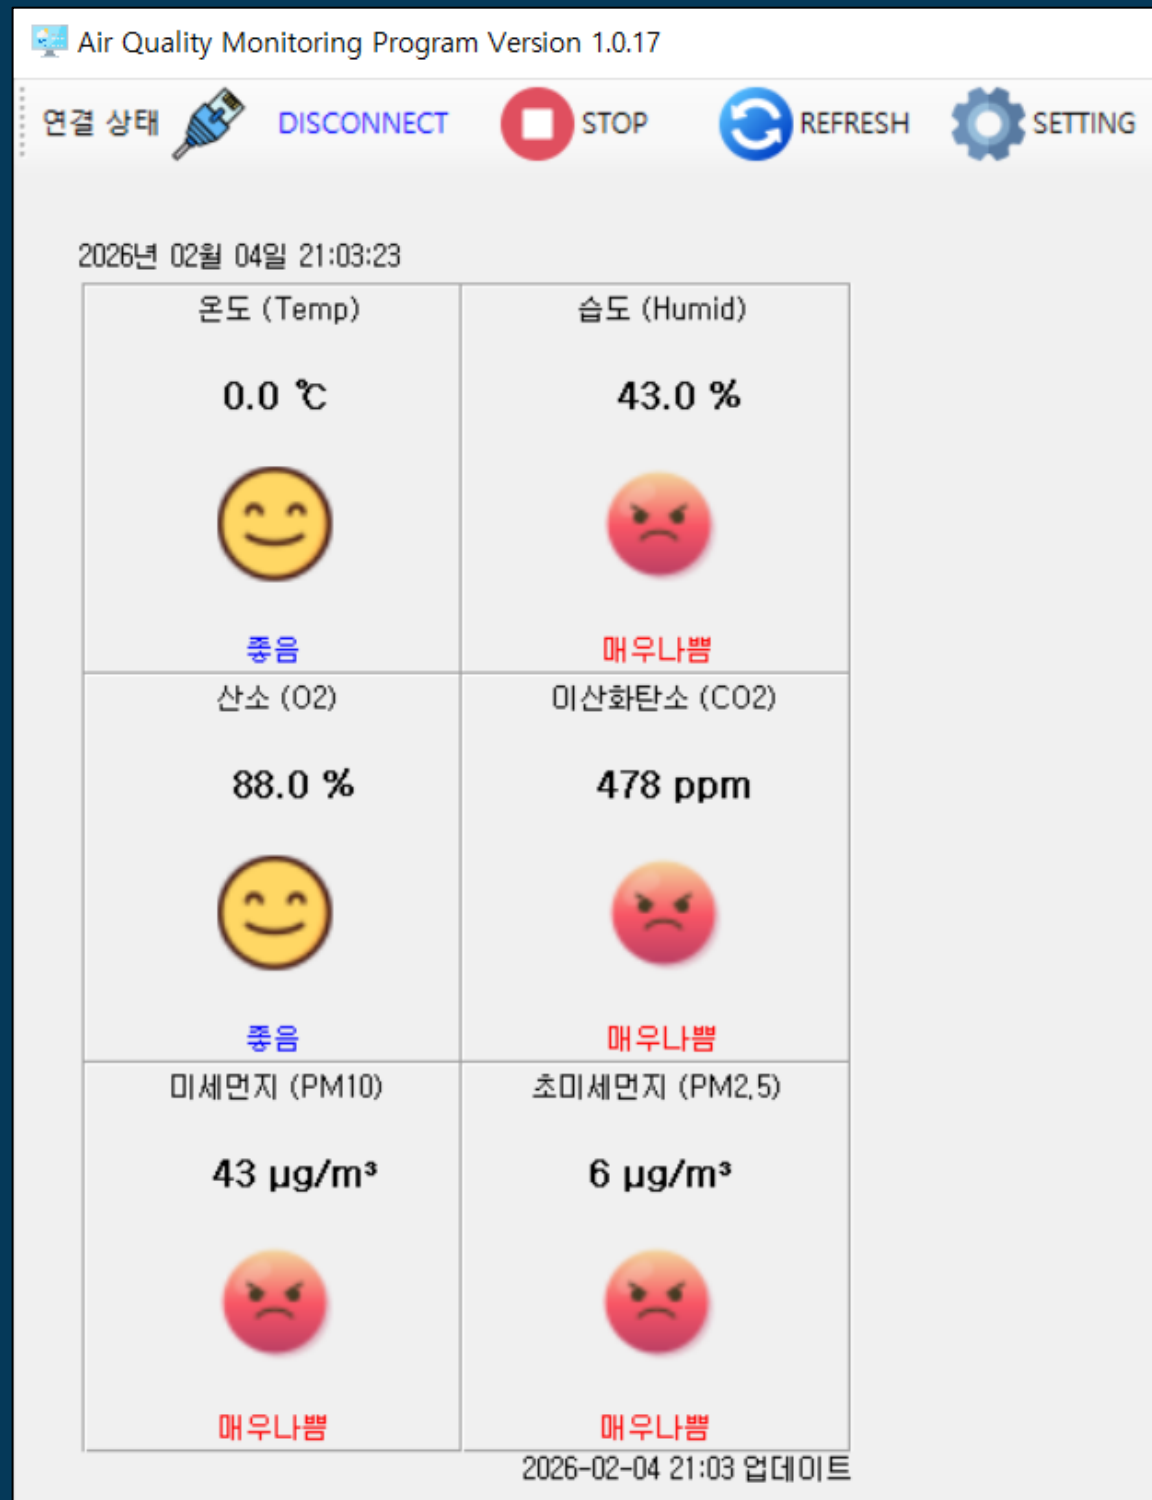 Air Quality Monitoring Program Version 1.0.17
연결 상태 DISCONNECT STOP REFRESH SETTING
2026년 02월 04일 21:03:23
온도 (Temp) 습도 (Humid)
0.0 ℃ 43.0 %
좋음 매우나쁨
산소 (O2) 이산화탄소 (CO2)
88.0 % 478 ppm
좋음 매우나쁨
미세먼지 (PM10) 초미세먼지 (PM2.5)
43 μg/m³ 6 μg/m³
매우나쁨 매우나쁨
2026-02-04 21:03 업데이트